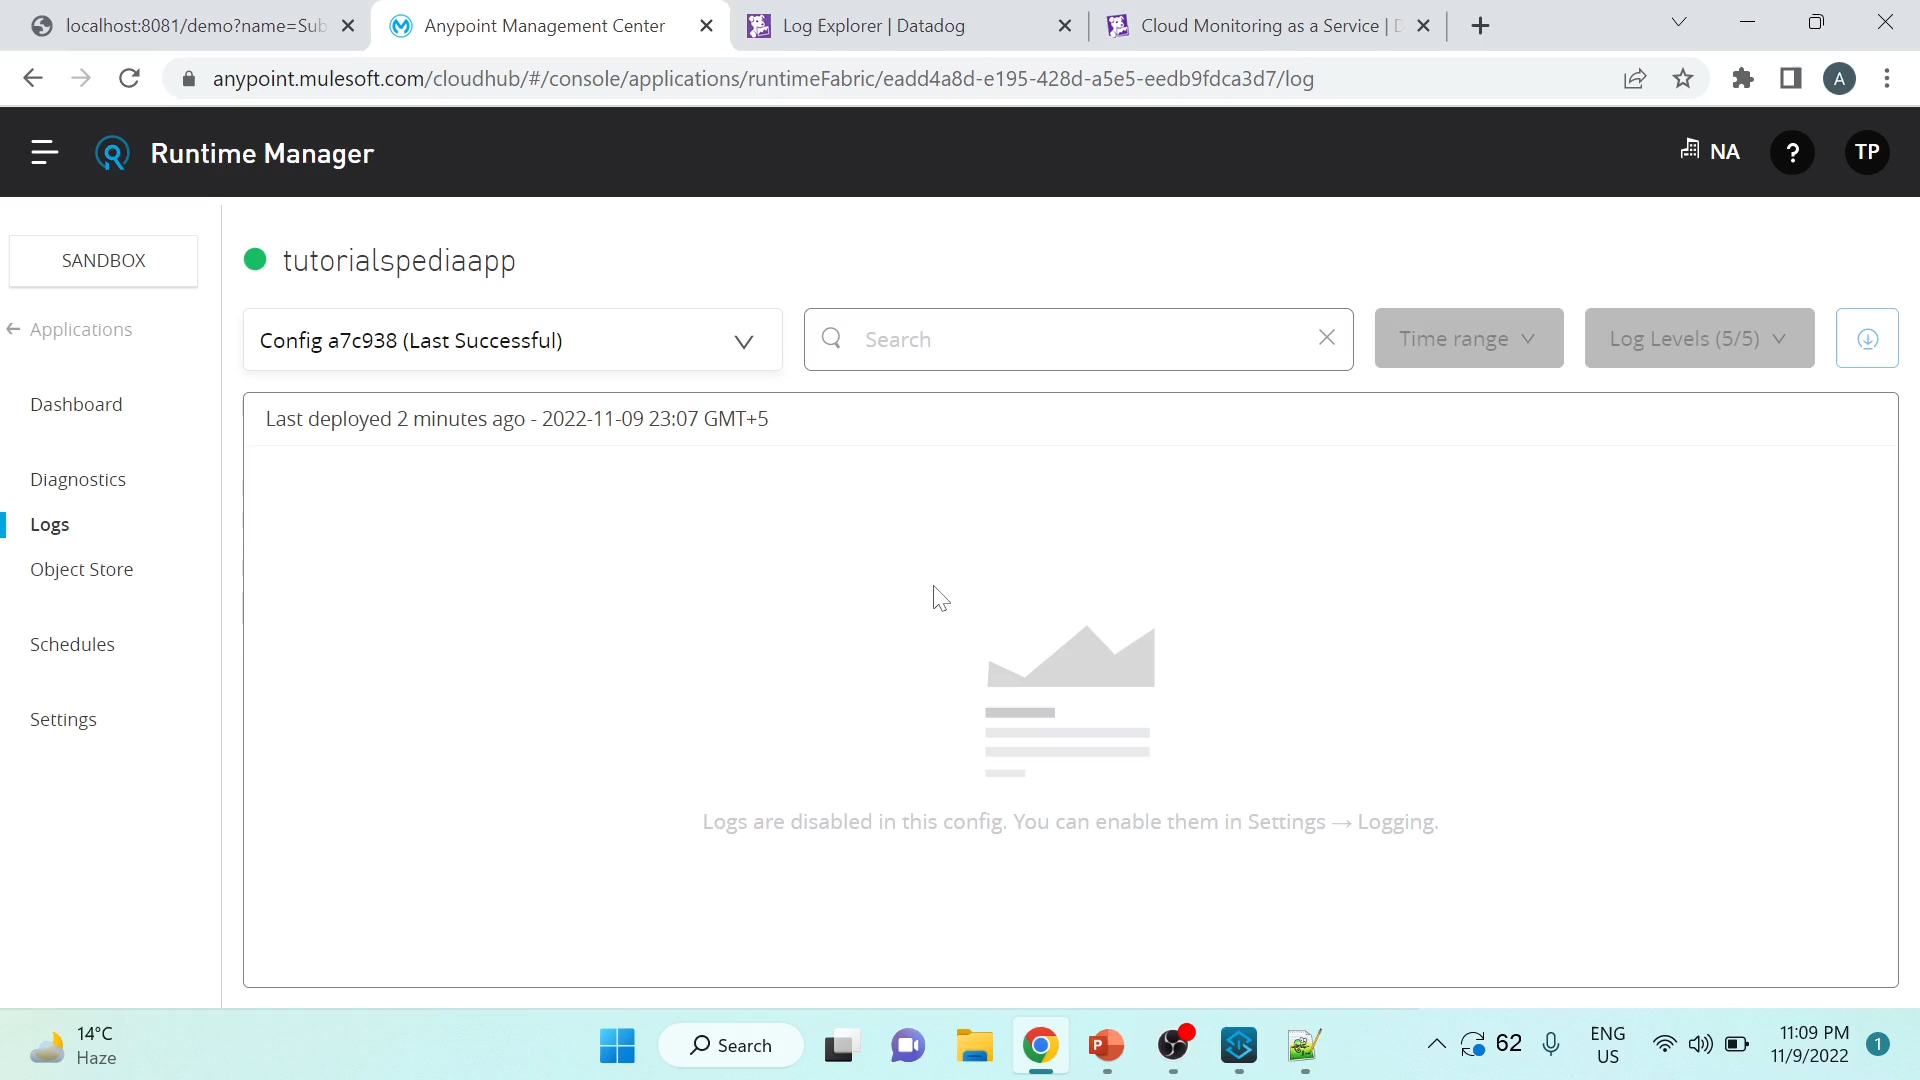 localhost:8081/demo?name=Sub
Anypoint Management Center
Log Explorer | Datadog
Cloud Monitoring as a Service | D
anypoint.mulesoft.com/cloudhub/#/console/applications/runtimeFabric/eadd4a8d-e195-428d-a5e5-eedb9fdca3d7/log
A
Runtime Manager
NA
?
TP
SANDBOX
tutorialspediaapp
Applications
Config a7c938 (Last Successful)
Search
Time range
Log Levels (5/5)
Dashboard
Last deployed 2 minutes ago - 2022-11-09 23:07 GMT+5
Diagnostics
Logs
Object Store
Schedules
Settings
Logs are disabled in this config. You can enable them in Settings → Logging.
14°C
Haze
Search
P
62
ENG
US
11:09 PM
11/9/2022
1